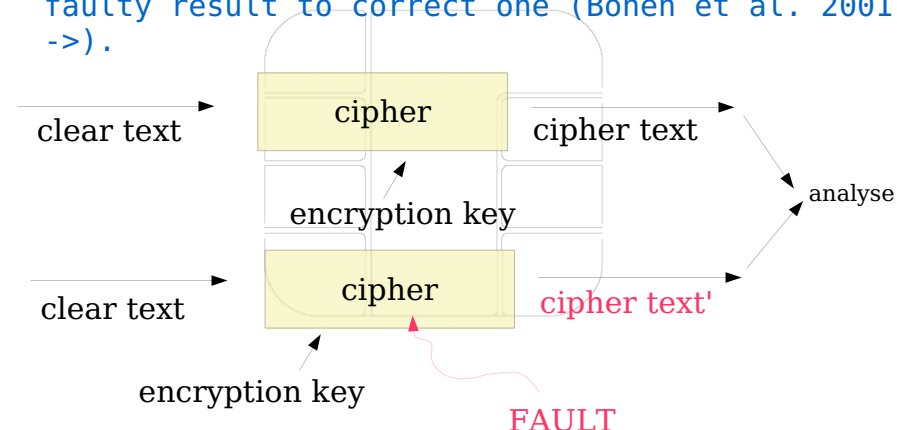 faulty result to correct one (Boneh et al. 2001
->).
cipher
clear text
cipher text
analyse
encryption key
cipher
clear text
cipher text'
encryption key
FAULT